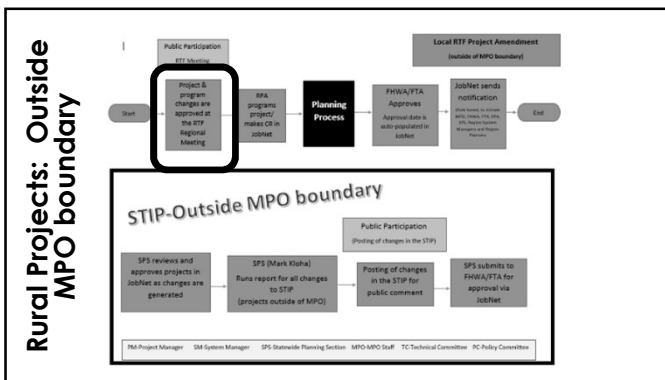 Rural Projects: Outside
MPO boundary
Public Participation
RTF Meeting
Local RTF Project Amendment
(outside of MPO boundary)
Start
Project &
program
changes are
approved at
the RTF
Regional
Meeting
RPA
programs
project/
makes CR in
JobNet
Planning
Process
FHWA/FTA
Approves
Approval date is
auto-populated in
JobNet
JobNet sends
notification
End
STIP-Outside MPO boundary
Public Participation
(Posting of changes in the STIP)
SPS reviews and
approves projects in
JobNet as changes are
generated
SPS (Mark Kloha)
Runs report for all changes
to STIP
(projects outside of MPO)
Posting of changes
in the STIP for
public comment
SPS submits to
FHWA/FTA for
approval via
JobNet
PM-Project Manager SM-System Manager SPS-Statewide Planning Section MPO-MPO Staff TC-Technical Committee PC-Policy Committee